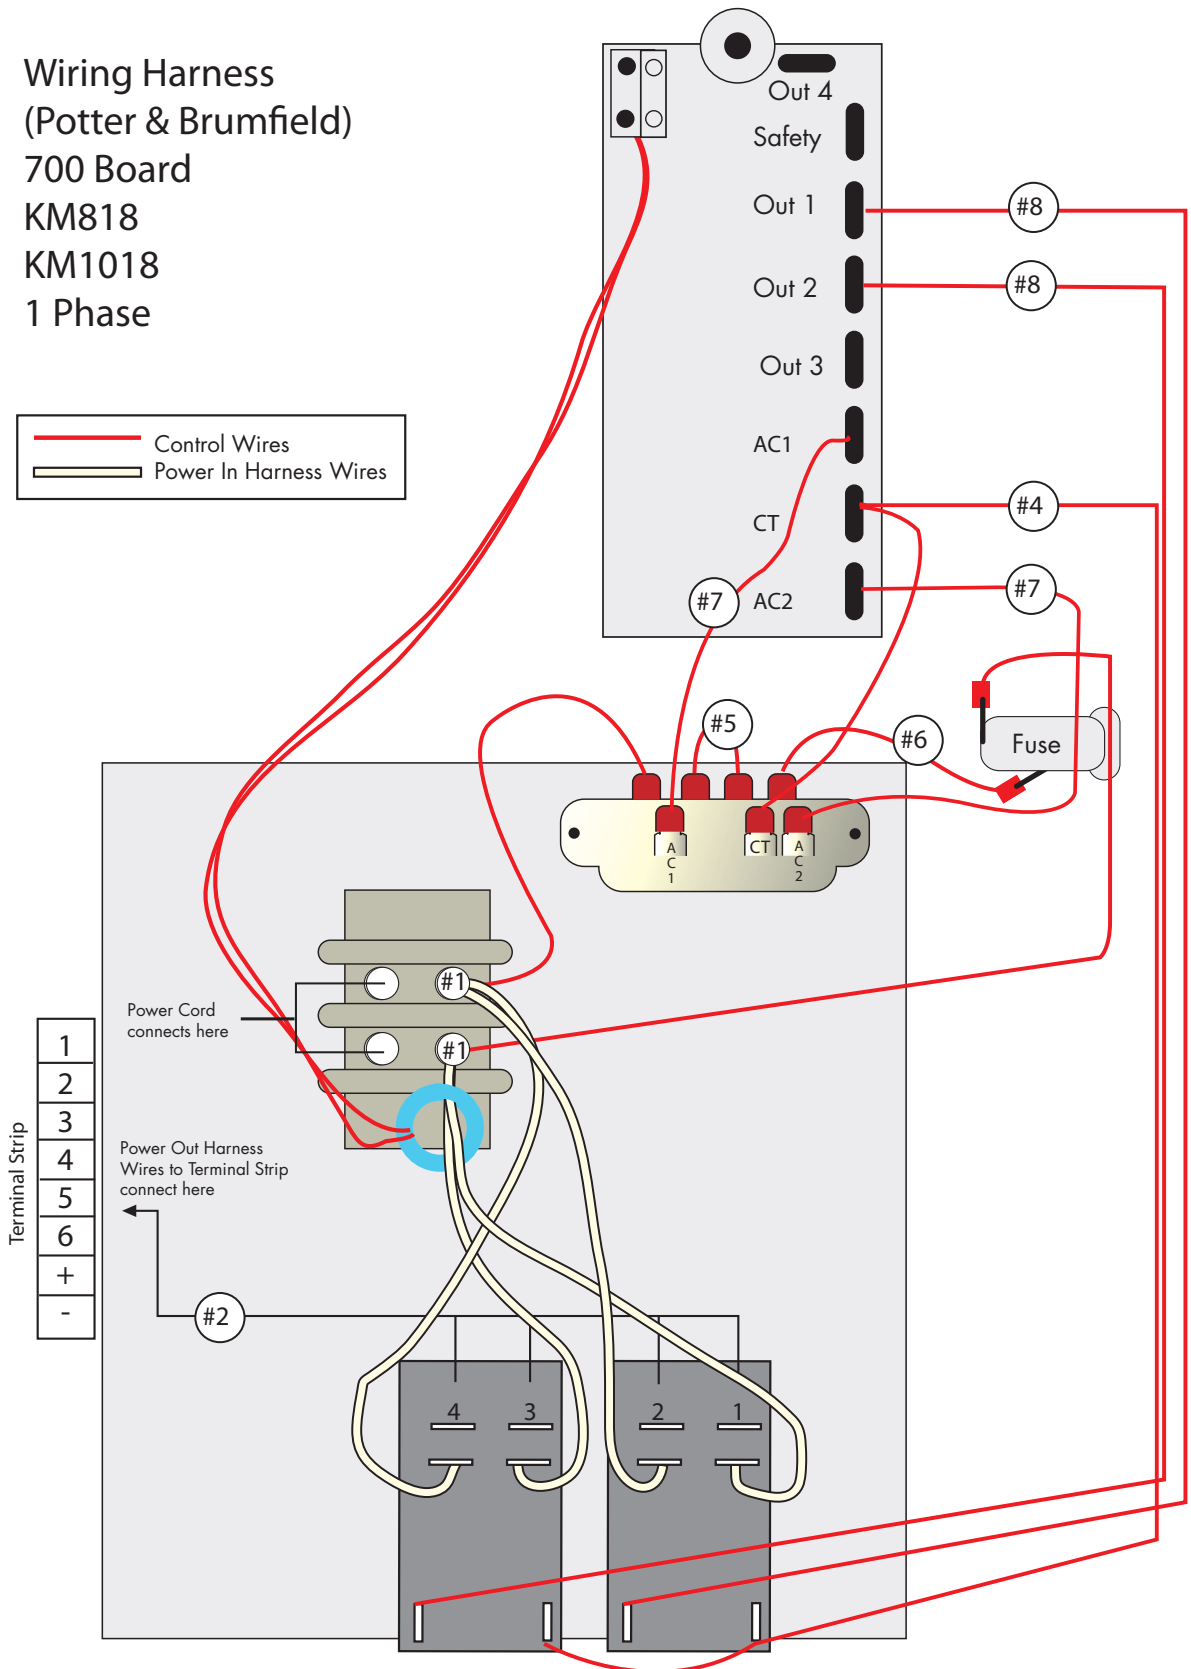 Wiring Harness
(Potter & Brumfield)
700 Board
KM818
KM1018
1 Phase
Control Wires
Power In Harness Wires
Out 4
Safety
Out 1
#8
Out 2
#8
Out 3
AC1
CT
#4
#7
AC2
#7
#5
#6
Fuse
A
C
1
CT
A
C
2
#1
Power Cord
connects here
#1
Terminal Strip
1
2
3
4
5
6
+
-
Power Out Harness
Wires to Terminal Strip
connect here
#2
4
3
2
1